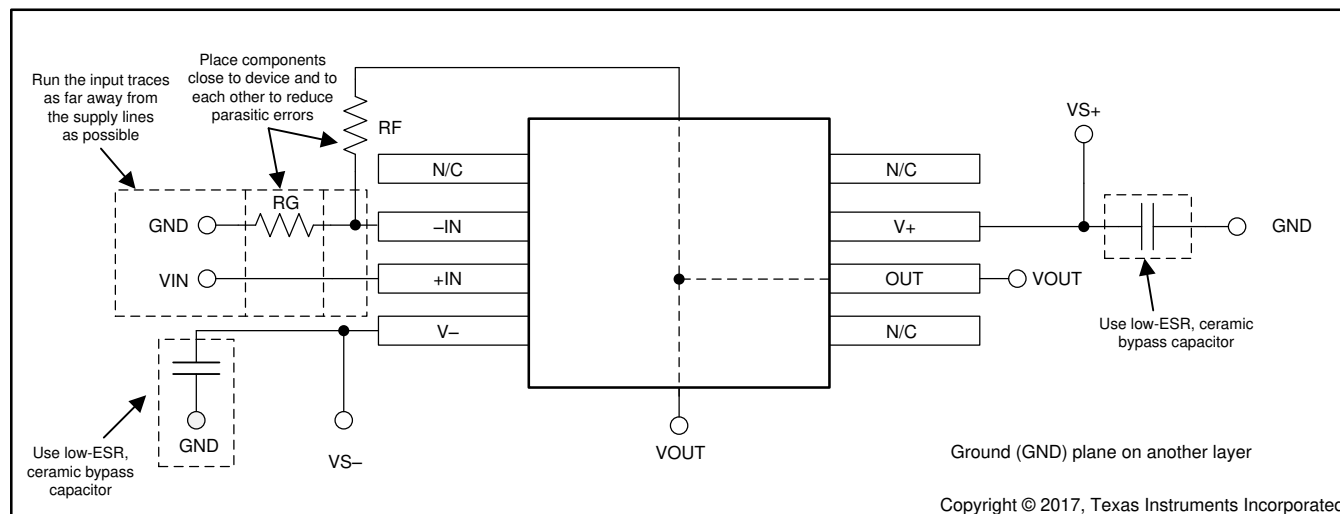 Place components
close to device and to
each other to reduce
parasitic errors
Run the input traces
as far away from
the supply lines
as possible
RF
VS+
N/C
N/C
RG
GND
–IN
V+
GND
VIN
+IN
OUT
VOUT
V–
N/C
Use low-ESR, ceramic
bypass capacitor
GND
Use low-ESR,
ceramic bypass
capacitor
VS–
VOUT
Ground (GND) plane on another layer
Copyright © 2017, Texas Instruments Incorporated